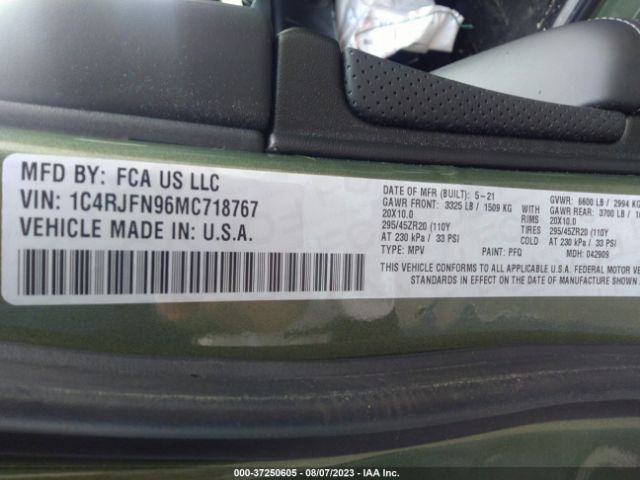 MFD BY: FCA US LLC
VIN: 1C4RJFN96MC718767
VEHICLE MADE IN: U.S.A.
DATE OF MFR (BUILT): 5-21
GAWR FRONT: 3325 LB / 1509 KG
20X10.0
295/45ZR20 (110Y
AT 230 kPa / 33 PSI
TYPE: MPV PAINT: PFQ
WITH
RIMS
TIRES
COLD
GVWR: 6600 LB / 2994 KG
GAWR REAR: 3700 LB /
20X10.0
295/45ZR20 (110Y
AT 230 kPa / 33 PSI
MDH: 042909
THIS VEHICLE CONFORMS TO ALL APPLICABLE U.S.A. FEDERAL MOTOR
STANDARDS IN EFFECT ON THE DATE OF MANUFACTURE SHOWN
000-37250605 - 08/07/2023 - IAA Inc.